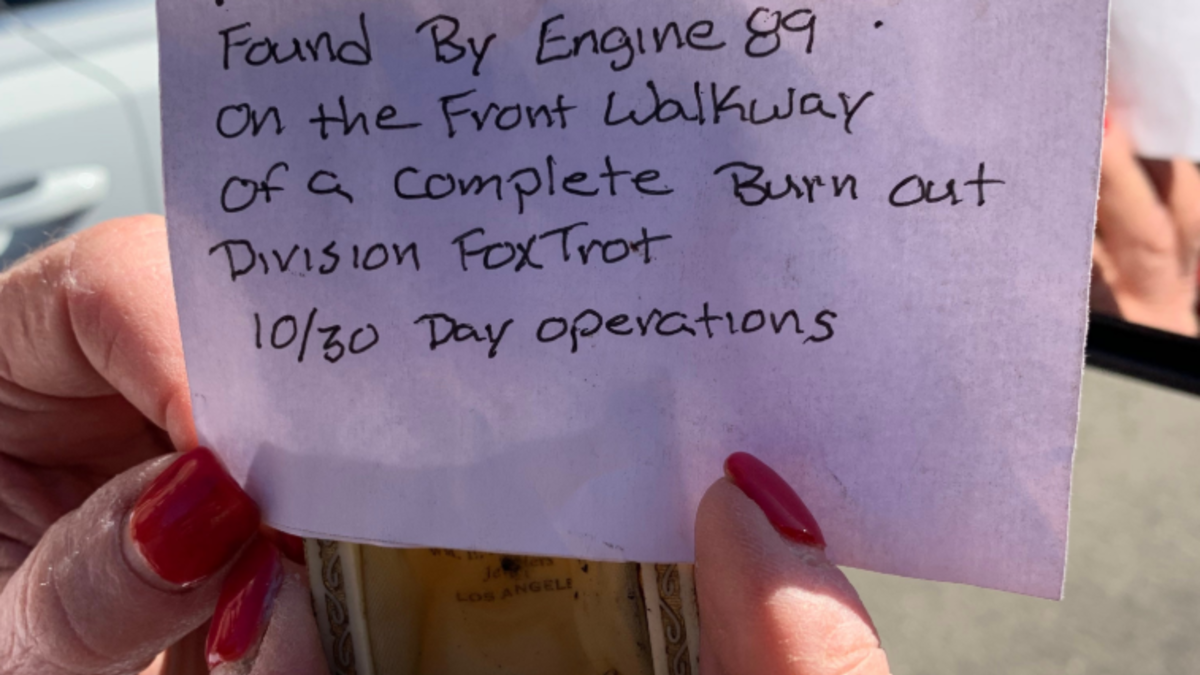 Found By Engine 89 .
on the Front Walkway
of a complete Burn out
Division FoxTrot
10/30 Day operations
LOS ANGELE